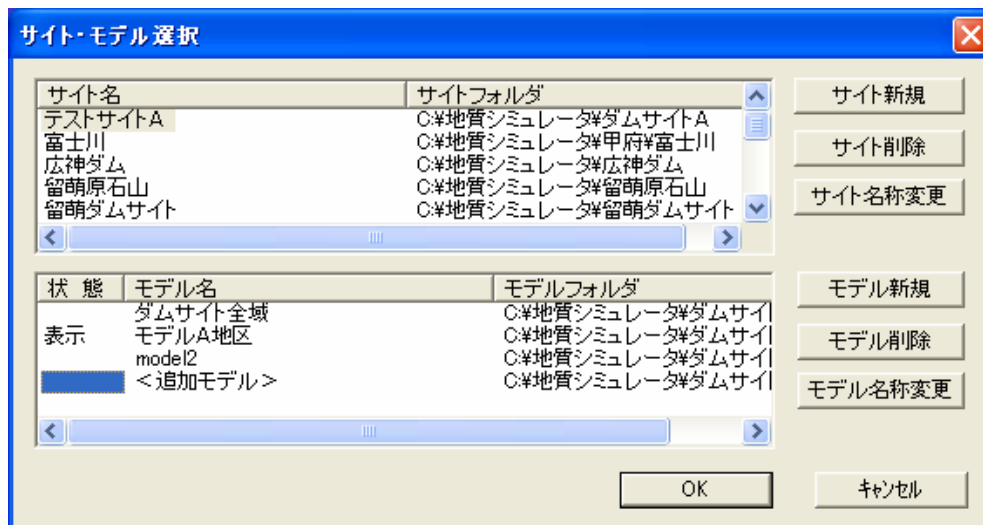 サイト・モデル選択
サイト名 サイトフォルダ
テストサイトA C:¥地質シミュレータ¥ダムサイトA
富士川 C:¥地質シミュレータ¥甲府¥富士川
広神ダム C:¥地質シミュレータ¥広神ダム
留萌原石山 C:¥地質シミュレータ¥留萌原石山
留萌ダムサイト C:¥地質シミュレータ¥留萌ダムサイト
サイト新規
サイト削除
サイト名称変更
状 態 モデル名 モデルフォルダ
ダムサイト全域 C:¥地質シミュレータ¥ダムサイ
表示 モデルA地区 C:¥地質シミュレータ¥ダムサイ
model2 C:¥地質シミュレータ¥ダムサイ
＜追加モデル＞ C:¥地質シミュレータ¥ダムサイ
モデル新規
モデル削除
モデル名称変更
OK キャンセル